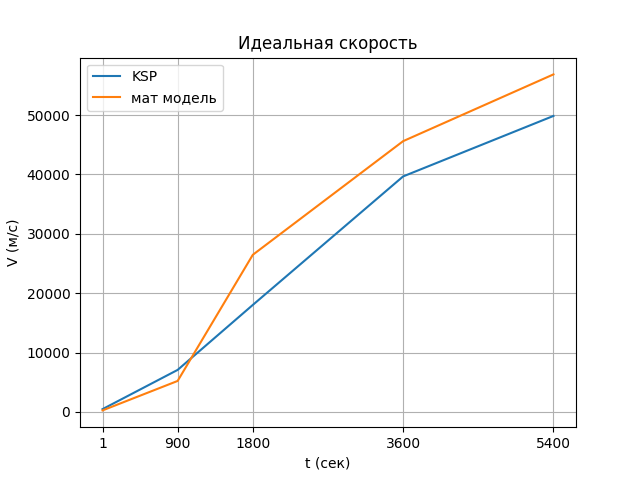 Идеальная скорость
KSP
мат модель
50000
40000
30000
20000
10000
0
V (м/с)
1 900 1800 3600 5400
t (сек)